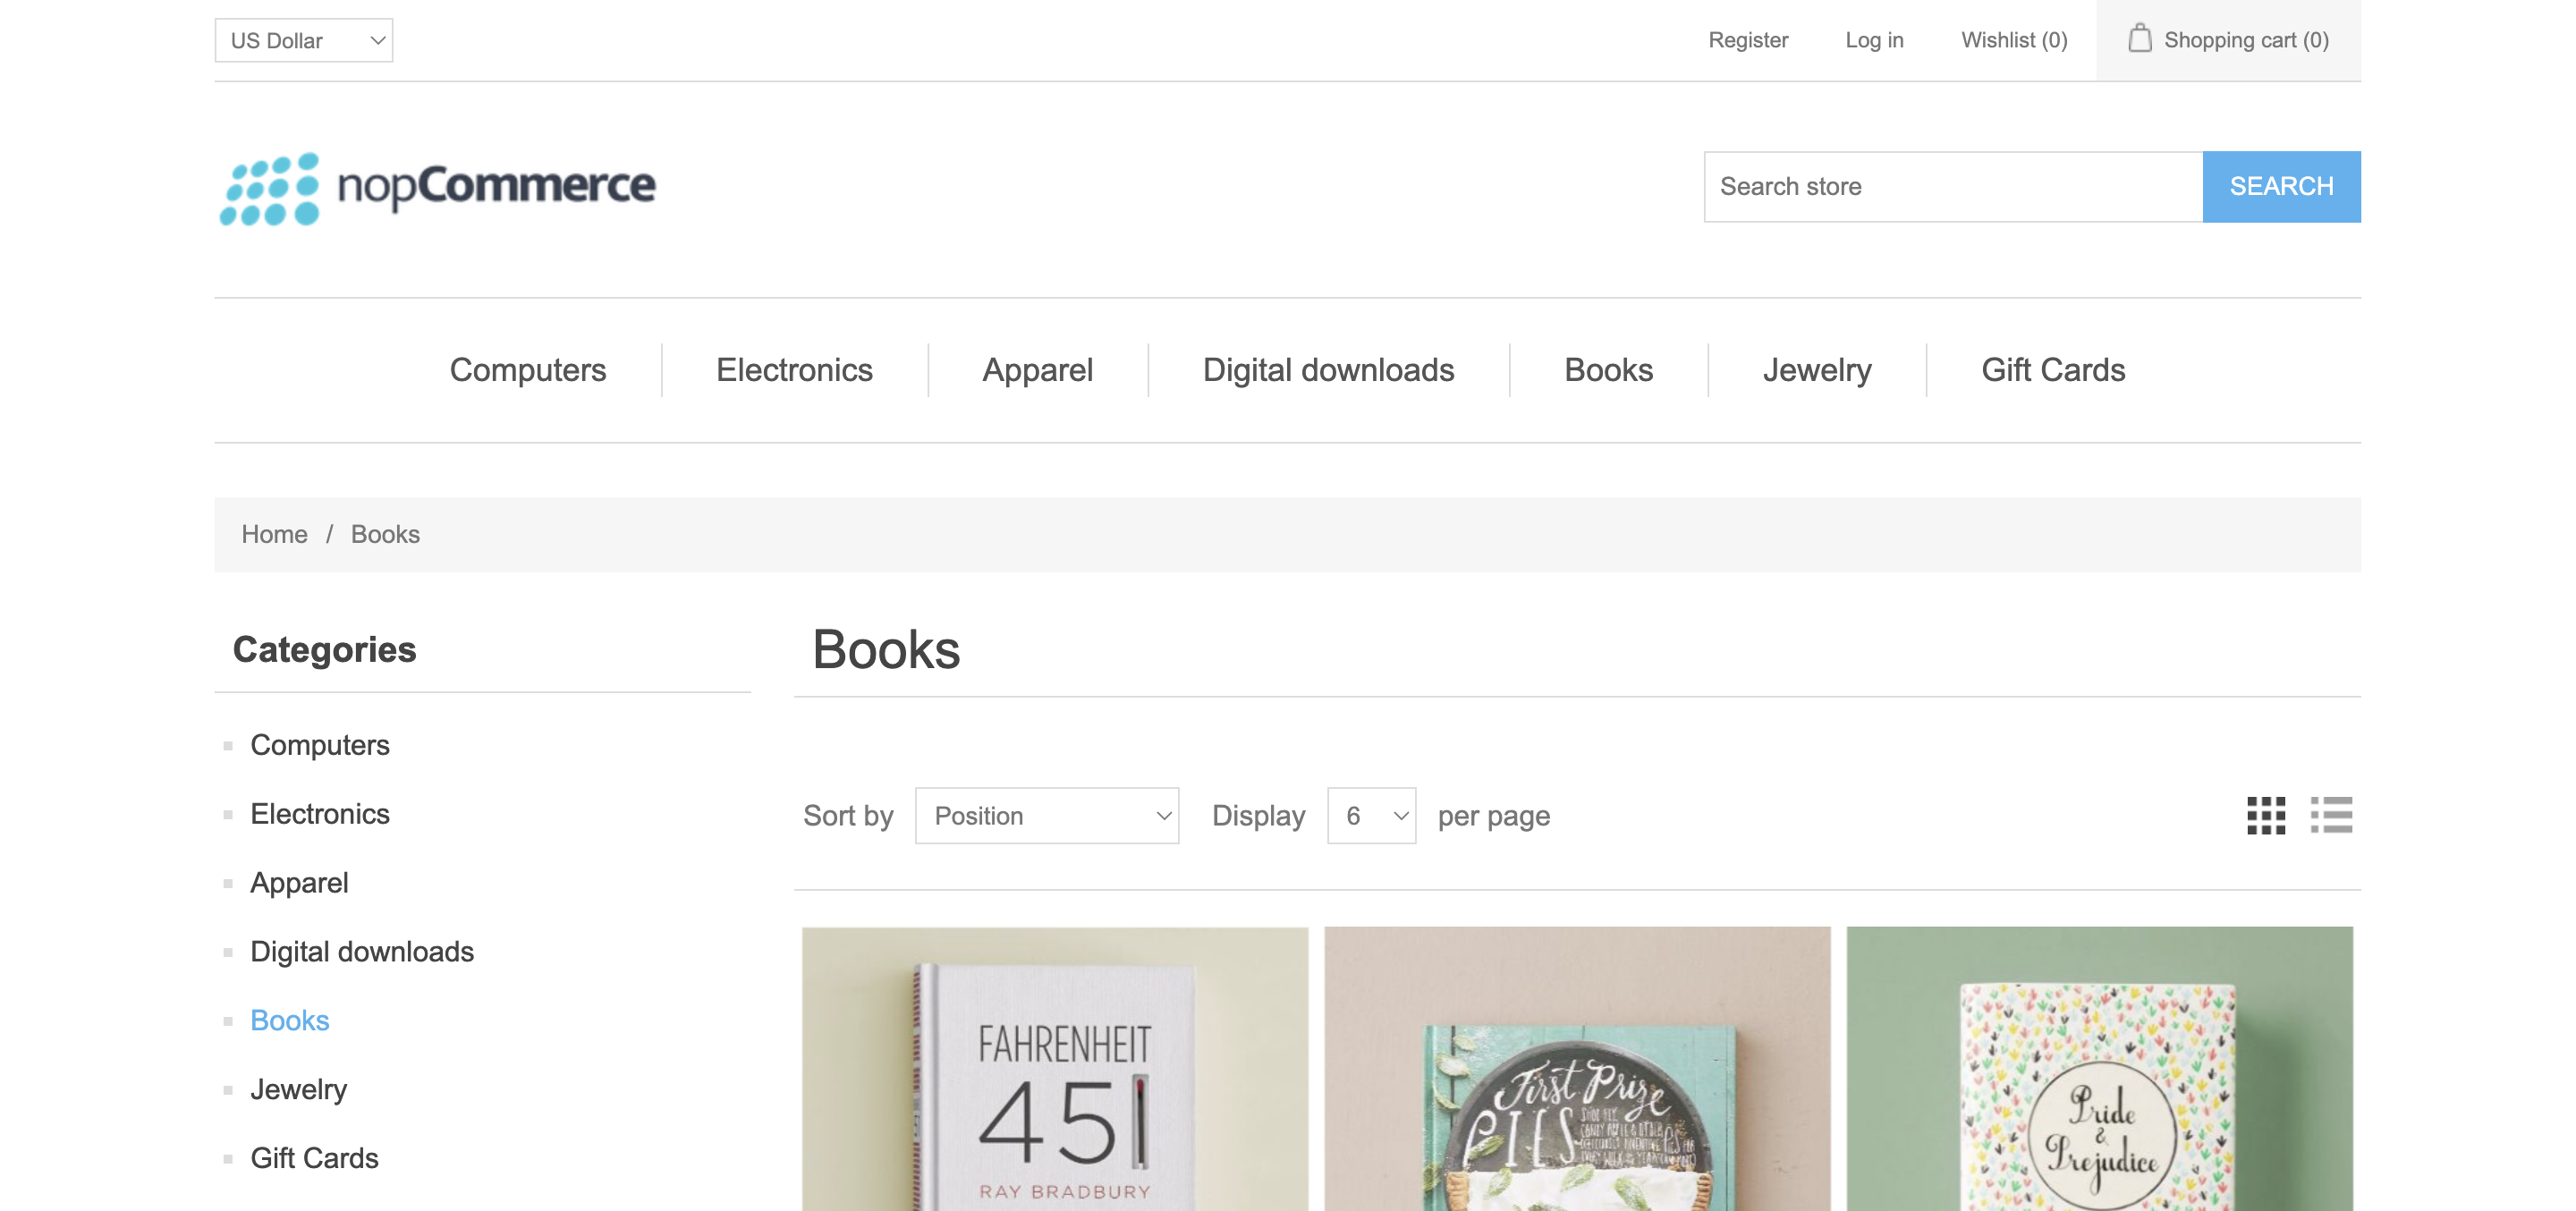 US Dollar
Register
Log in
Wishlist (0)
Shopping cart (0)
nopCommerce
Search store
SEARCH
Computers
Electronics
Apparel
Digital downloads
Books
Jewelry
Gift Cards
Home / Books
Categories
Computers
Electronics
Apparel
Digital downloads
Books
Jewelry
Gift Cards
Books
Sort by Position Display 6 per page
FAHRENHEIT
451
RAY BRADBURY
First Prize
PIES
Pride
&
Prejudice